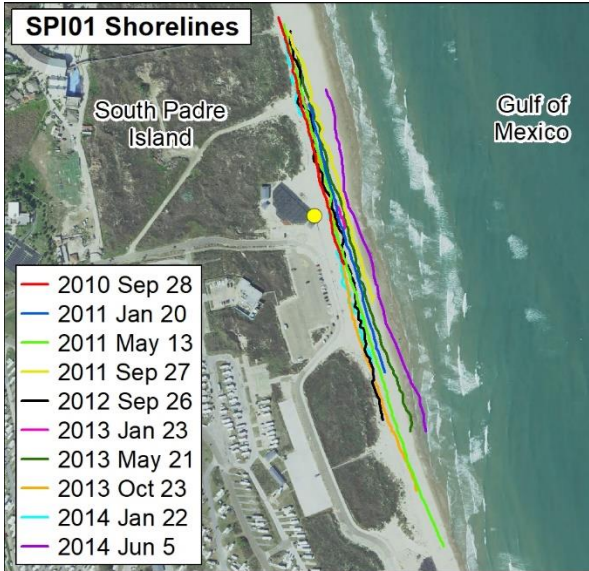 SPI01 Shorelines
South Padre
Island
Gulf of
Mexico
2010 Sep 28
2011 Jan 20
2011 May 13
2011 Sep 27
2012 Sep 26
2013 Jan 23
2013 May 21
2013 Oct 23
2014 Jan 22
2014 Jun 5